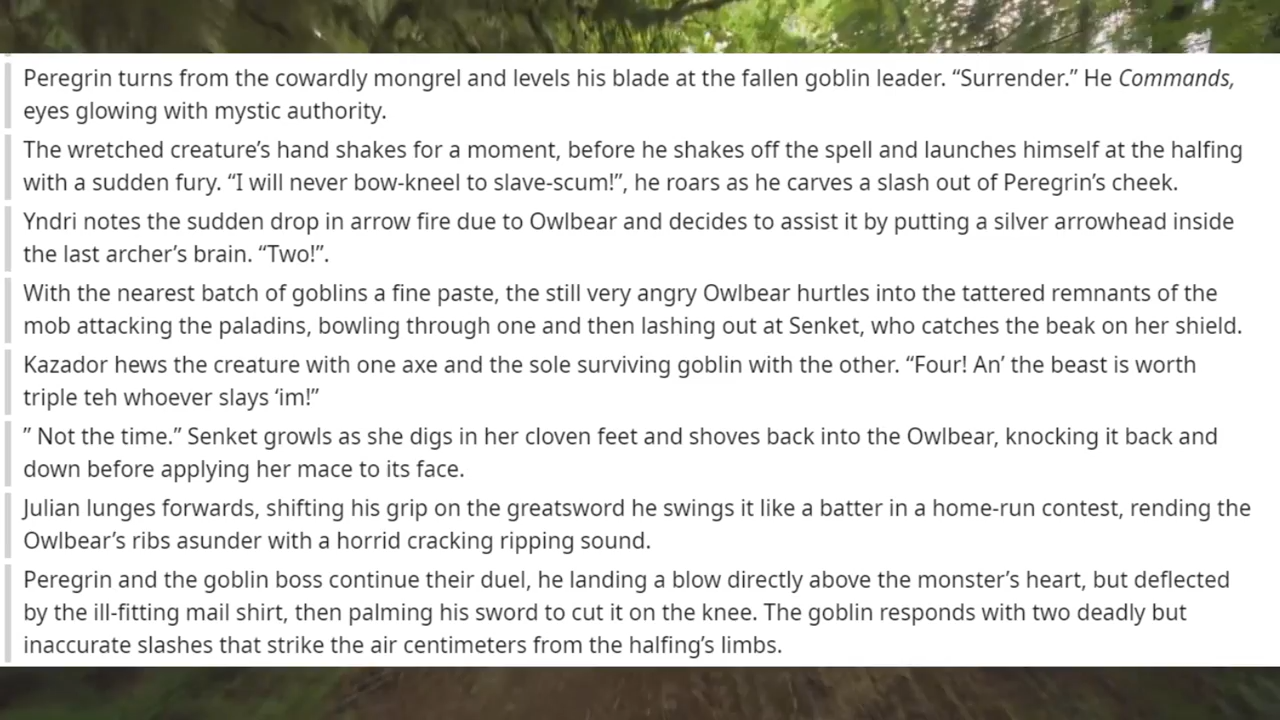 Peregrin turns from the cowardly mongrel and levels his blade at the fallen goblin leader. “Surrender.” He Commands,
eyes glowing with mystic authority.
The wretched creature’s hand shakes for a moment, before he shakes off the spell and launches himself at the halfing
with a sudden fury. “I will never bow-kneel to slave-scum!”, he roars as he carves a slash out of Peregrin’s cheek.
Yndri notes the sudden drop in arrow fire due to Owlbear and decides to assist it by putting a silver arrowhead inside
the last archer’s brain. “Two!”.
With the nearest batch of goblins a fine paste, the still very angry Owlbear hurtles into the tattered remnants of the
mob attacking the paladins, bowling through one and then lashing out at Senket, who catches the beak on her shield.
Kazador hews the creature with one axe and the sole surviving goblin with the other. “Four! An’ the beast is worth
triple teh whoever slays ‘im!”
” Not the time.” Senket growls as she digs in her cloven feet and shoves back into the Owlbear, knocking it back and
down before applying her mace to its face.
Julian lunges forwards, shifting his grip on the greatsword he swings it like a batter in a home-run contest, rending the
Owlbear’s ribs asunder with a horrid cracking ripping sound.
Peregrin and the goblin boss continue their duel, he landing a blow directly above the monster’s heart, but deflected
by the ill-fitting mail shirt, then palming his sword to cut it on the knee. The goblin responds with two deadly but
inaccurate slashes that strike the air centimeters from the halfing’s limbs.